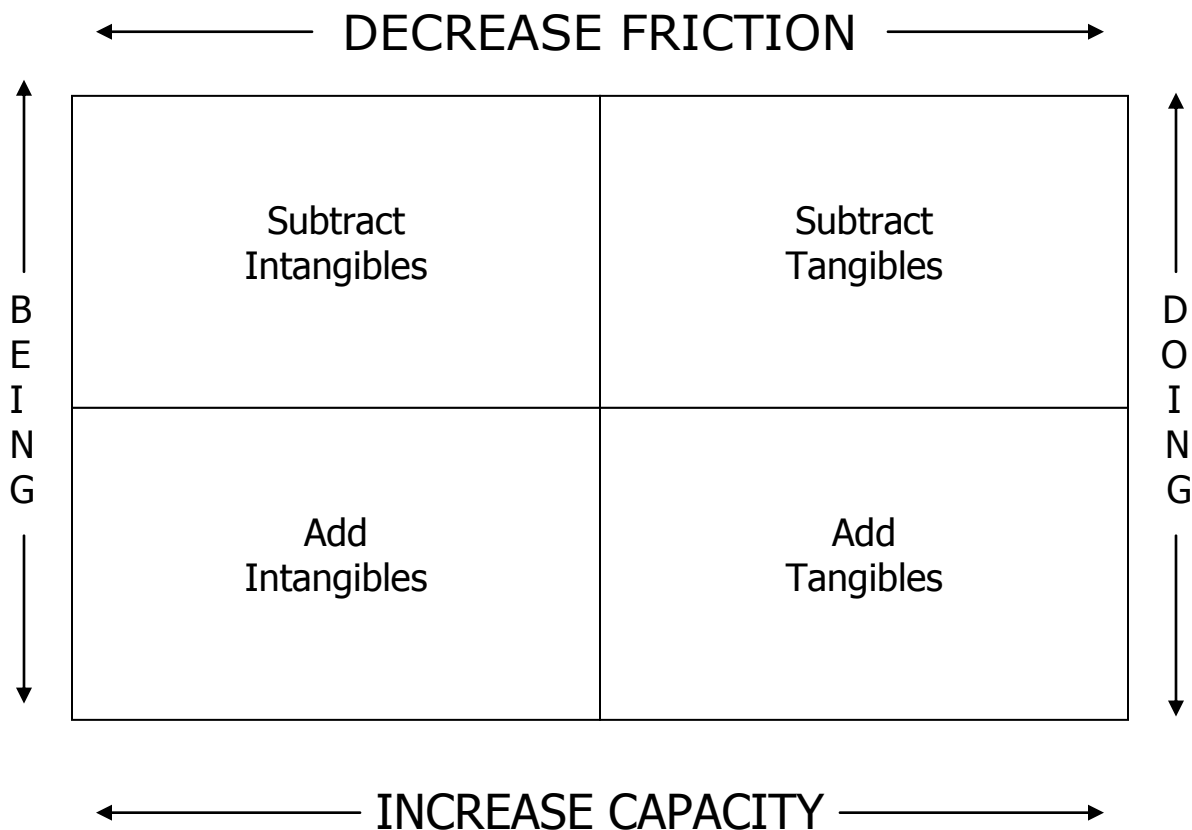 DECREASE FRICTION
BEING
Subtract
Intangibles
Subtract
Tangibles
DOING
Add
Intangibles
Add
Tangibles
INCREASE CAPACITY